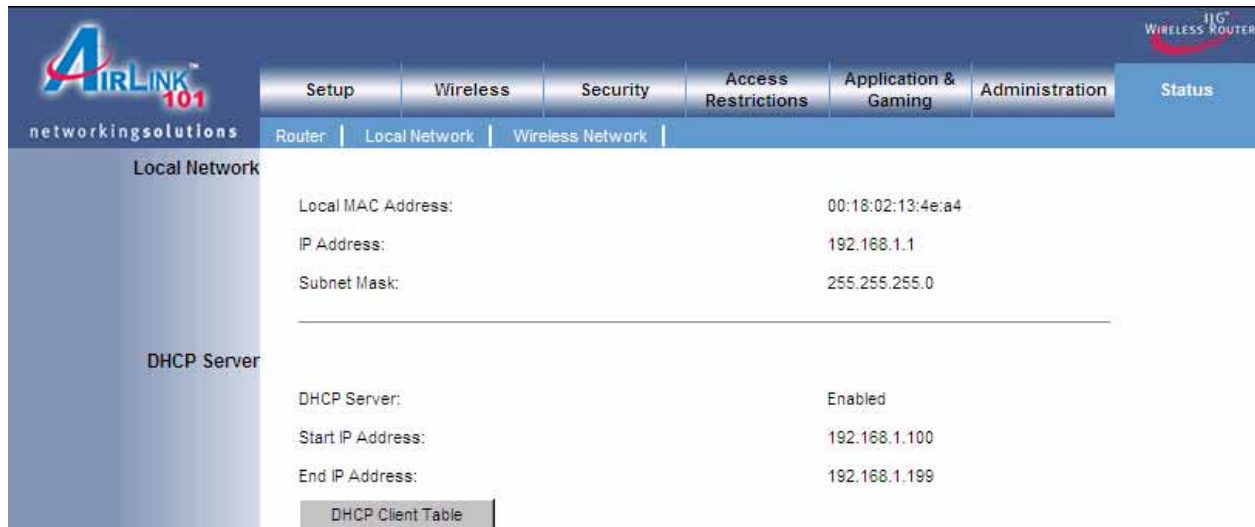 11G™
WIRELESS ROUTER
AIRLINK™
101
networkingsolutions
Setup
Wireless
Security
Access
Restrictions
Application &
Gaming
Administration
Status
Router | Local Network | Wireless Network |
Local Network
Local MAC Address: 00:18:02:13:4e:a4
IP Address: 192.168.1.1
Subnet Mask: 255.255.255.0
DHCP Server
DHCP Server: Enabled
Start IP Address: 192.168.1.100
End IP Address: 192.168.1.199
DHCP Client Table